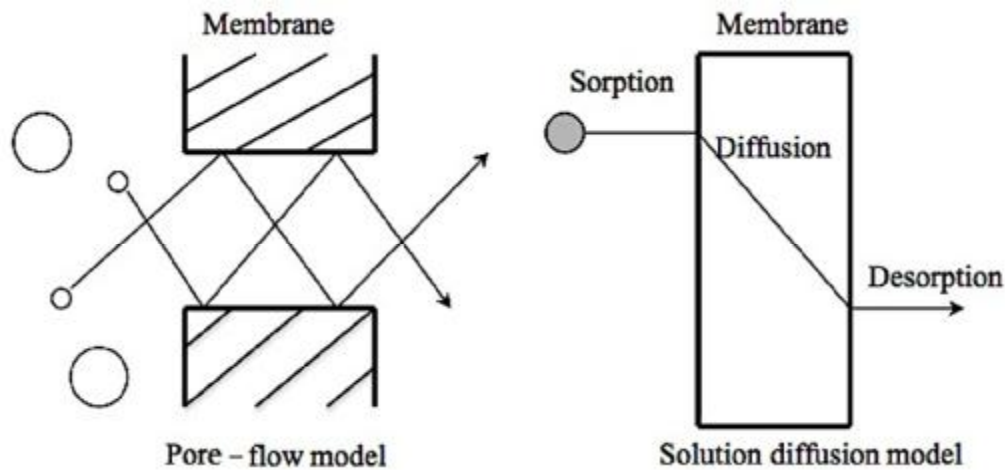 Membrane
Membrane
Sorption
Diffusion
Desorption
Pore – flow model
Solution diffusion model